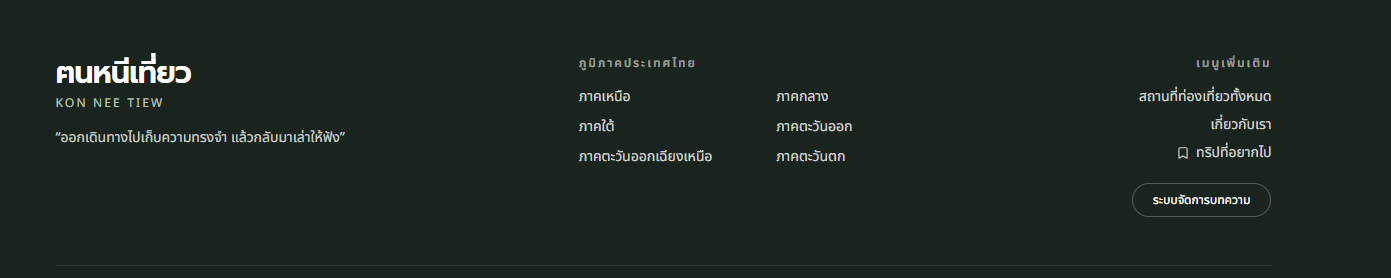 ฅนหนีเที่ยว
KON NEE TIEW
“ออกเดินทางไปเก็บความทรงจำ แล้วกลับมาเล่าให้ฟัง”
ภูมิภาคประเทศไทย
ภาคเหนือ
ภาคกลาง
ภาคใต้
ภาคตะวันออก
ภาคตะวันออกเฉียงเหนือ
ภาคตะวันตก
เมนูเพิ่มเติม
สถานที่ท่องเที่ยวทั้งหมด
เกี่ยวกับเรา
ทริปที่อยากไป
ระบบจัดการบทความ